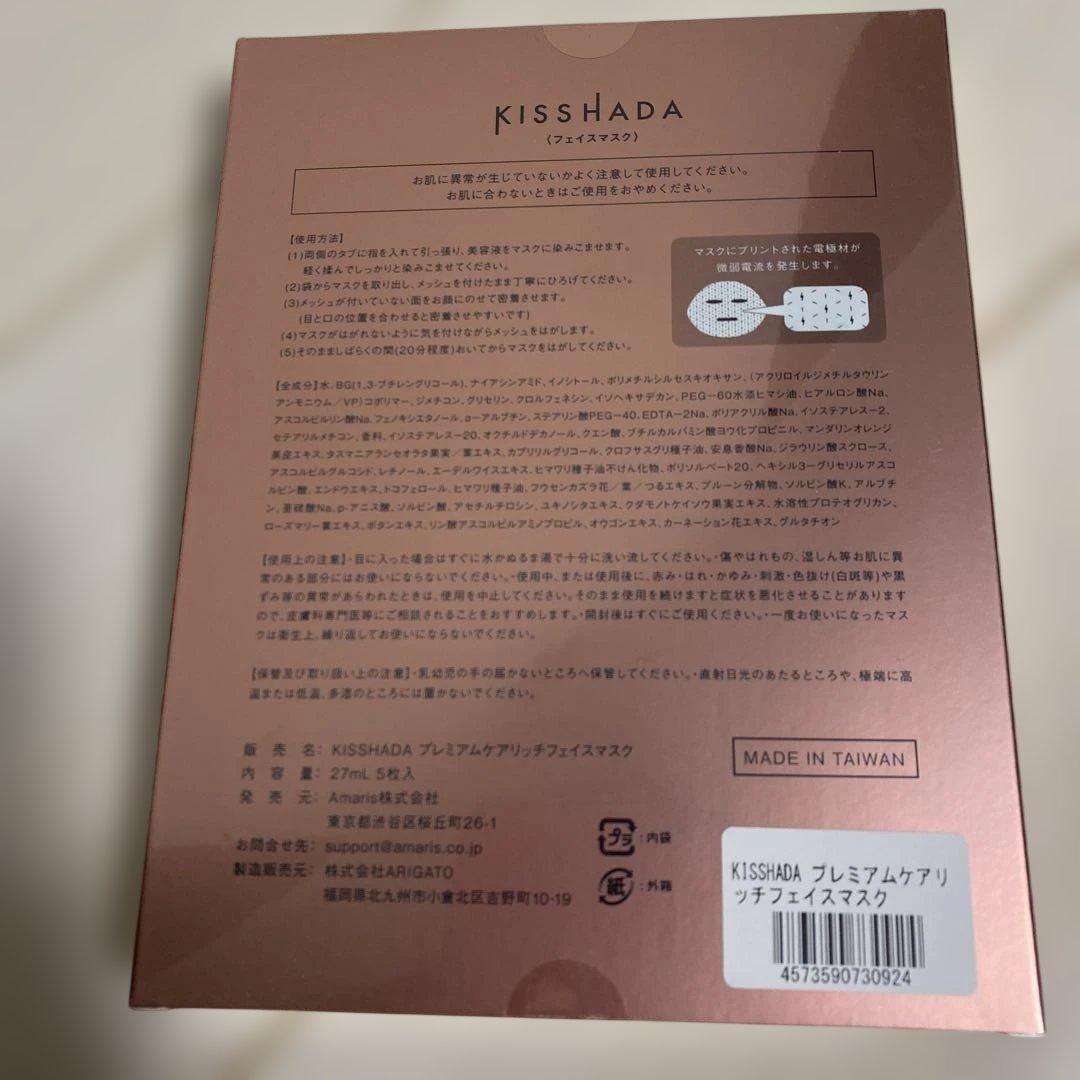 KISSHADA
〈フェイスマスク〉
お肌に異常が生じていないかよく注意して使用してください。
お肌に合わないときはご使用をおやめください。
【使用方法】
(1)両側のタブに指を入れて引っ張り、美容液をマスクに染みこませます。
軽く揉んでしっかりと染みこませてください。
(2)袋からマスクを取り出し、メッシュを付けたまま丁寧にひろげてください。
(3)メッシュが付いていない面をお顔にのせて密着させます。
(目と口の位置を合わせると密着させやすいです)
(4)マスクがはがれないように気を付けながらメッシュをはがします。
(5)そのまましばらくの間(20分程度)おいてからマスクをはがしてください。
マスクにプリントされた電極材が
微弱電流を発生します。
【全成分】水、BG(1,3-ブチレングリコール)、ナイアシンアミド、イノシトール、ポリメチルシルセスキオキサン、(アクリロイルジメチルタウリン
アンモニウム/VP)コポリマー、ジメチコン、グリセリン、クロルフェネシン、イソヘキサデカン、PEG-60水添ヒマシ油、ヒアルロン酸Na、
アスコルビルリン酸Na、フェノキシエタノール、α-アルブチン、ステアリン酸PEG-40、EDTA-2Na、ポリアクリル酸Na、イソステアレス-2、
セテアリルメチコン、香料、イソステアレス-20、オクチルドデカノール、クエン酸、ブチルカルバミン酸ヨウ化プロピニル、マンダリンオレンジ
果皮エキス、タスマニアランセオラタ果実/葉エキス、カプリリルグリコール、クロフサスグリ種子油、安息香酸Na、ジラウリン酸スクロース、
アスコルビルグルコシド、レチノール、エーデルワイスエキス、ヒマワリ種子油不けん化物、ポリソルベート20、ヘキシル3-グリセリルアスコ
ルビン酸、エンドウエキス、トコフェロール、ヒマワリ種子油、フウセンカズラ花/葉/つるエキス、プルーン分解物、ソルビン酸K、アルブチ
ン、亜硫酸Na、p-アニス酸、ソルビン酸、アセチルチロシン、ユキノシタエキス、クダモノトケイソウ果実エキス、水溶性プロテオグリカン、
ローズマリー葉エキス、ボタンエキス、リン酸アスコルビルアミノプロピル、オウゴンエキス、カーネーション花エキス、グルタチオン
【使用上の注意】・目に入った場合はすぐに水かぬるま湯で十分に洗い流してください。・傷やはれもの、湿しん等お肌に異
常のある部分にはお使いにならないでください。・使用中、または使用後に、赤み・はれ・かゆみ・刺激・色抜け(白斑等)や黒
ずみ等の異常があらわれたときは、使用を中止してください。そのまま使用を続けますと症状を悪化させることがあります
ので、皮膚科専門医等にご相談されることをおすすめします。・開封後はすぐにご使用ください。・一度お使いになったマス
クは衛生上、繰り返してお使いにならないでください。
【保管及び取り扱い上の注意】・乳幼児の手の届かないところへ保管してください。・直射日光のあたるところや、極端に高
温または低温、多湿のところには置かないでください。
販売名: KISSHADA プレミアムケアリッチフェイスマスク
内容量: 27mL 5枚入
発売元: Amaris株式会社
東京都渋谷区桜丘町26-1
お問合せ先: support@amaris.co.jp
製造販売元: 株式会社ARIGATO
福岡県北九州市小倉北区吉野町10-19
MADE IN TAIWAN
プラ:内袋
紙:外箱
KISSHADA プレミアムケアリ
ッチフェイスマスク
4573590730924